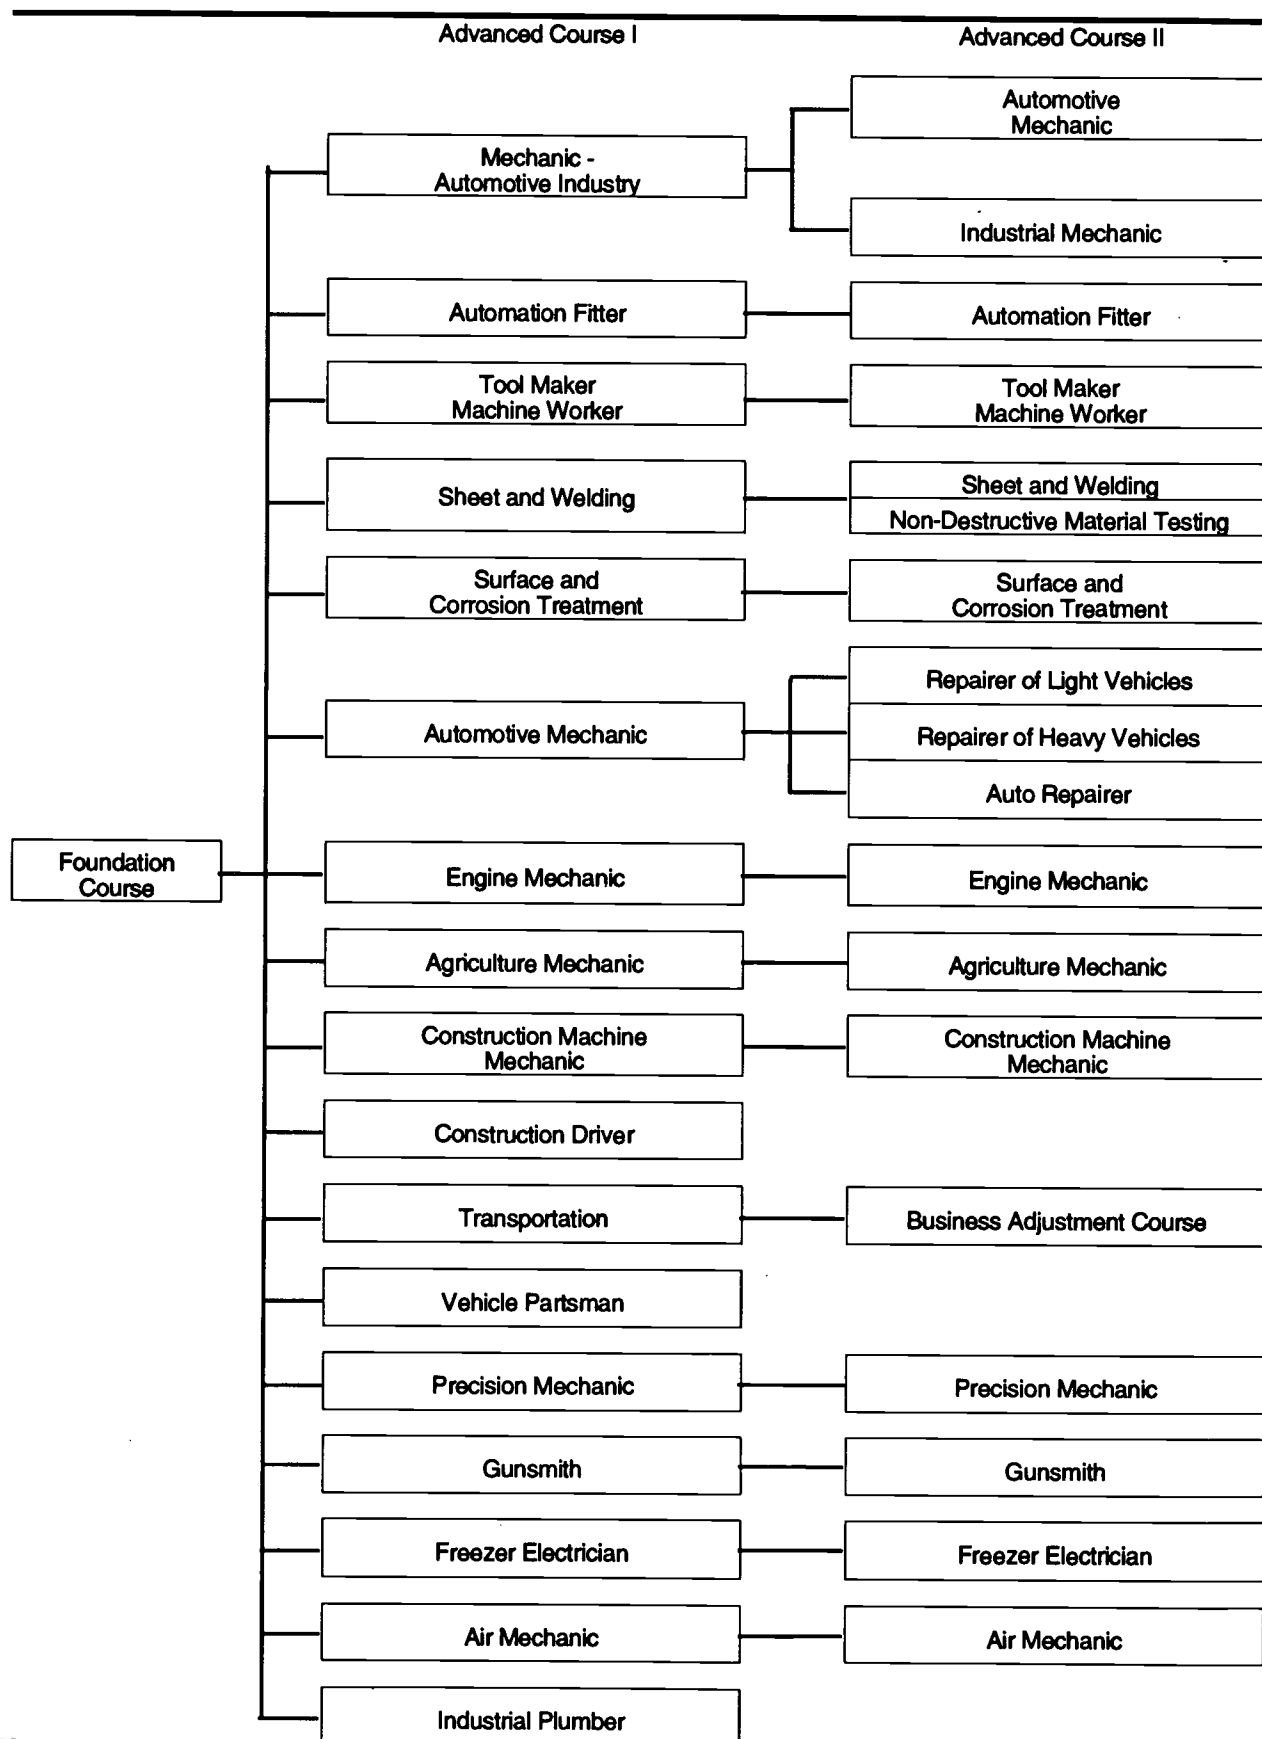 Advanced Course I
Advanced Course II
Automotive
Mechanic
Mechanic -
Automotive Industry
Industrial Mechanic
Automation Fitter
Automation Fitter
Tool Maker
Machine Worker
Tool Maker
Machine Worker
Sheet and Welding
Sheet and Welding
Non-Destructive Material Testing
Surface and
Corrosion Treatment
Surface and
Corrosion Treatment
Automotive Mechanic
Repairer of Light Vehicles
Repairer of Heavy Vehicles
Auto Repairer
Foundation
Course
Engine Mechanic
Engine Mechanic
Agriculture Mechanic
Agriculture Mechanic
Construction Machine
Mechanic
Construction Machine
Mechanic
Construction Driver
Transportation
Business Adjustment Course
Vehicle Partsman
Precision Mechanic
Precision Mechanic
Gunsmith
Gunsmith
Freezer Electrician
Freezer Electrician
Air Mechanic
Air Mechanic
Industrial Plumber